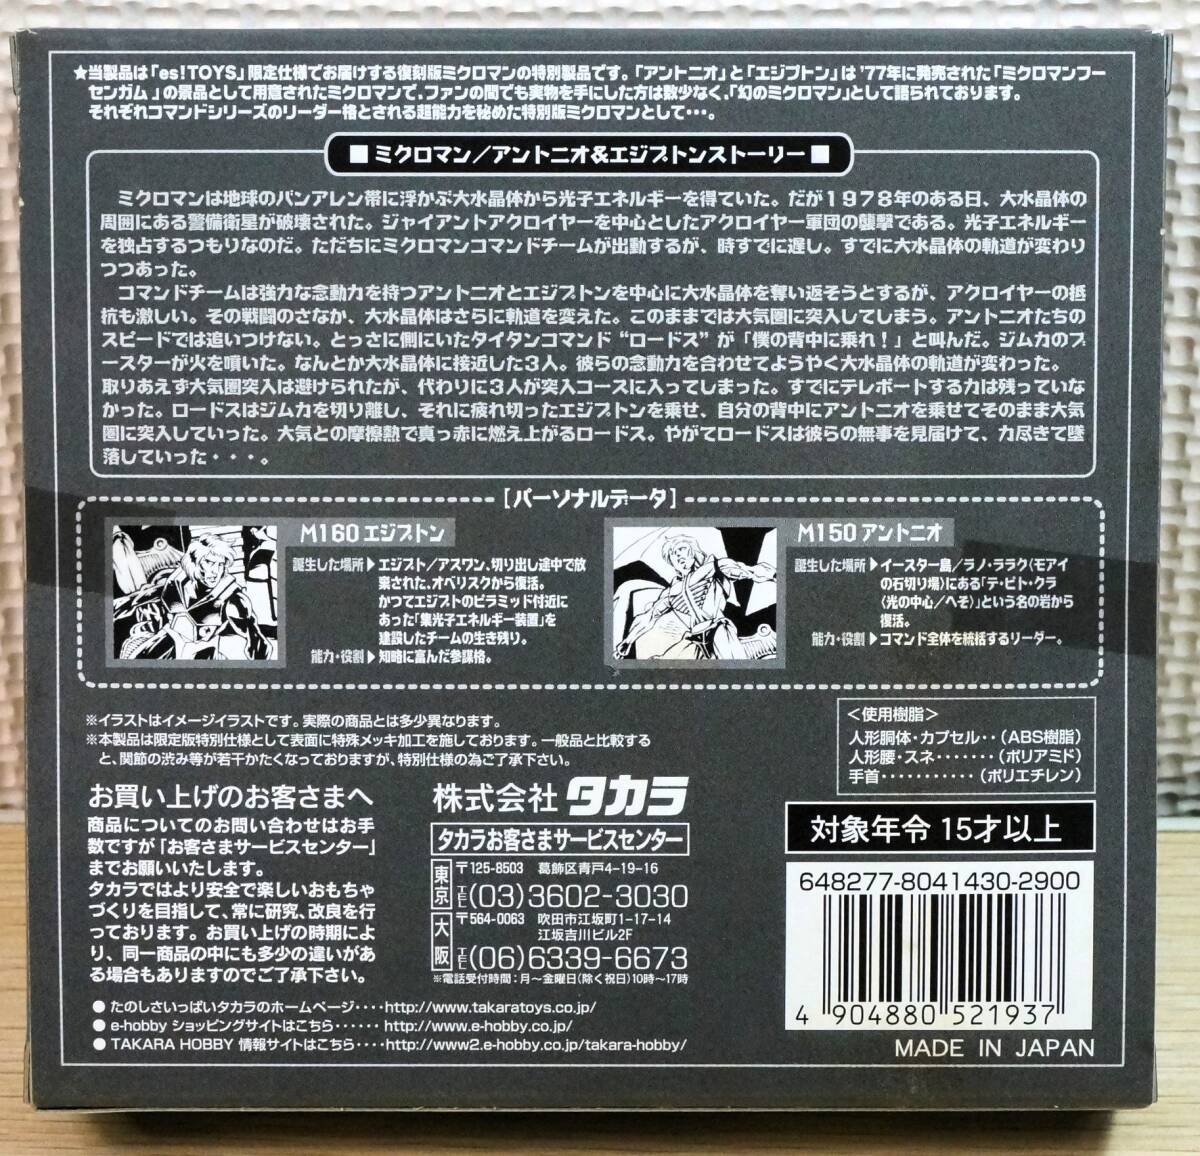 ★当製品は「es!TOYS」限定仕様でお届けする復刻版ミクロマンの特別製品です。「アントニオ」と「エジプトン」は'77年に発売された「ミクロマンフー
センガム」の景品として用意されたミクロマンで、ファンの間でも実物を手にした方は数少なく、「幻のミクロマン」として語られております。
それぞれコマンドシリーズのリーダー格とされる超能力を秘めた特別版ミクロマンとして・・・。
■ミクロマン／アントニオ&エジプトンストーリー■
ミクロマンは地球のバンアレン帯に浮かぶ大水晶体から光子エネルギーを得ていた。だが1978年のある日、大水晶体の
周囲にある警備衛星が破壊された。ジャイアントアクロイヤーを中心としたアクロイヤー軍団の襲撃である。光子エネルギー
を独占するつもりなのだ。ただちにミクロマンコマンドチームが出動するが、時すでに遅し。すでに大水晶体の軌道が変わり
つつあった。
コマンドチームは強力な念動力を持つアントニオとエジプトンを中心に大水晶体を奪い返そうとするが、アクロイヤーの抵
抗も激しい。その戦闘のさなか、大水晶体はさらに軌道を変えた。このままでは大気圏に突入してしまう。アントニオたちの
スピードでは追いつけない。とっさに側にいたタイタンコマンド“ロードス”が「僕の背中に乗れ！」と叫んだ。ジムカのブ
ースターが火を噴いた。なんとか大水晶体に接近した3人。彼らの念動力を合わせてようやく大水晶体の軌道が変わった。
取りあえず大気圏突入は避けられたが、代わりに3人が突入コースに入ってしまった。すでにテレポートする力は残っていな
かった。ロードスはジムカを切り離し、それに疲れ切ったエジプトンを乗せ、自分の背中にアントニオを乗せてそのまま大気
圏に突入していった。大気との摩擦熱で真っ赤に燃え上がるロードス。やがてロードスは彼らの無事を見届けて、力尽きて墜
落していった・・・。
［パーソナルデータ］
M160 エジプトン
誕生した場所▶エジスト／アスワン、切り出し途中で放
棄された、オベリスクから復活。
かつてエジプトのピラミッド付近に
あった「集光子エネルギー装置」を
建設したチームの生き残り。
能力・役割▶知略に富んだ参謀格。
M150 アントニオ
誕生した場所▶イースター島／ラノ・ララク〈モアイ
の石切り場〉にある「テ・ピト・クラ
〈光の中心／へそ〉」という名の岩から
復活。
能力・役割▶コマンド全体を統括するリーダー。
※イラストはイメージイラストです。実際の商品とは多少異なります。
※本製品は限定版特別仕様として表面に特殊メッキ加工を施しております。一般品と比較する
と、関節の渋み等が若干かたくなっておりますが、特別仕様の為ご了承下さい。
＜使用樹脂＞
人形胴体・カプセル・・（ABS樹脂）
人形腰・スネ・・・・・・・（ポリアミド）
手首・・・・・・・・・・・（ポリエチレン）
お買い上げのお客さまへ
商品についてのお問い合わせはお手
数ですが「お客さまサービスセンター」
までお願いいたします。
タカラではより安全で楽しいおもちゃ
づくりを目指して、常に研究、改良を行
っております。お買い上げの時期によ
り、同一商品の中にも多少の違いがあ
る場合もありますのでご了承下さい。
株式会社 タカラ
タカラお客さまサービスセンター
東京 〒125-8503 葛飾区青戸4-19-16
TEL(03)3602-3030
大阪 〒564-0063 吹田市江坂町1-17-14
江坂吉川ビル2F
TEL(06)6339-6673
※電話受付時間：月～金曜日（除く祝日）10時～17時
対象年令 15才以上
648277-8041430-2900
4 904880 521937
● たのしさいっぱいタカラのホームページ・・・・http://www.takaratoys.co.jp/
● e-hobby ショッピングサイトはこちら・・・・・・http://www.e-hobby.co.jp/
● TAKARA HOBBY 情報サイトはこちら・・・・http://www2.e-hobby.co.jp/takara-hobby/
MADE IN JAPAN